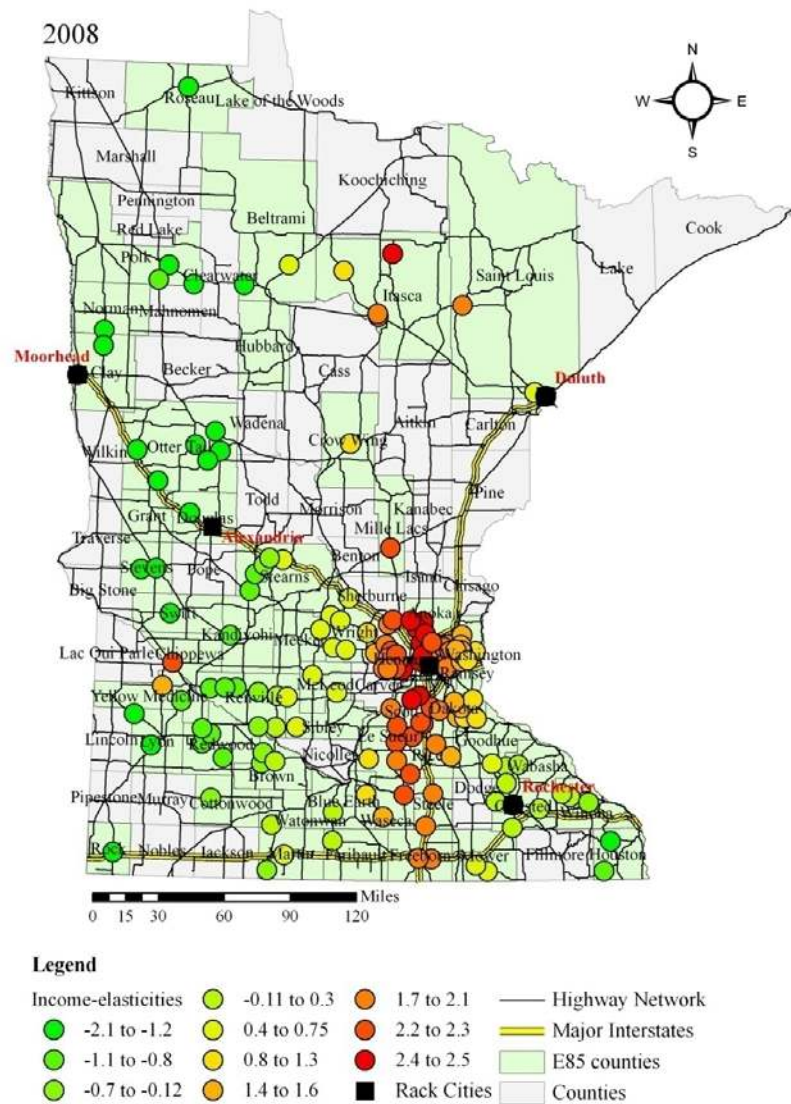 2008
N
W E
S
Kittson
Roseau
Lake of the Woods
Marshall
Koochiching
Pennington
Beltrami
Cook
Red Lake
Lake
Polk
Clearwater
Saint Louis
Itasca
Norman
Mahnomen
Hubbard
Moorhead
Becker
Cass
Duluth
Clay
Aitkin
Wadena
Carlton
Crow Wing
Wilkin
Otter Tail
Pine
Todd
Morrison
Kanabec
Grant
Douglas
Mille Lacs
Traverse
Alexandria
Benton
Stevens
Pope
Stearns
Isanti
Chisago
Big Stone
Sherburne
Swift
Anoka
Kandiyohi
Meeker
Wright
Lac Qui Parle
Chippewa
Washington
Ramsey
McLeod
Carver
Yellow Medicine
Renville
Scott
Dakota
Sibley
Le Sueur
Goodhue
Lincoln
Lyon
Redwood
Nicollet
Rice
Wabasha
Brown
Dodge
Rochester
Pipestone
Murray
Cottonwood
Blue Earth
Steele
Olmsted
Winona
Watonwan
Waseca
Rock
Nobles
Jackson
Martin
Faribault
Freeborn
Mower
Fillmore
Houston
Miles
0 15 30 60 90 120
Legend
Income-elasticities
-2.1 to -1.2
-1.1 to -0.8
-0.7 to -0.12
-0.11 to 0.3
0.4 to 0.75
0.8 to 1.3
1.4 to 1.6
1.7 to 2.1
2.2 to 2.3
2.4 to 2.5
Rack Cities
Highway Network
Major Interstates
E85 counties
Counties